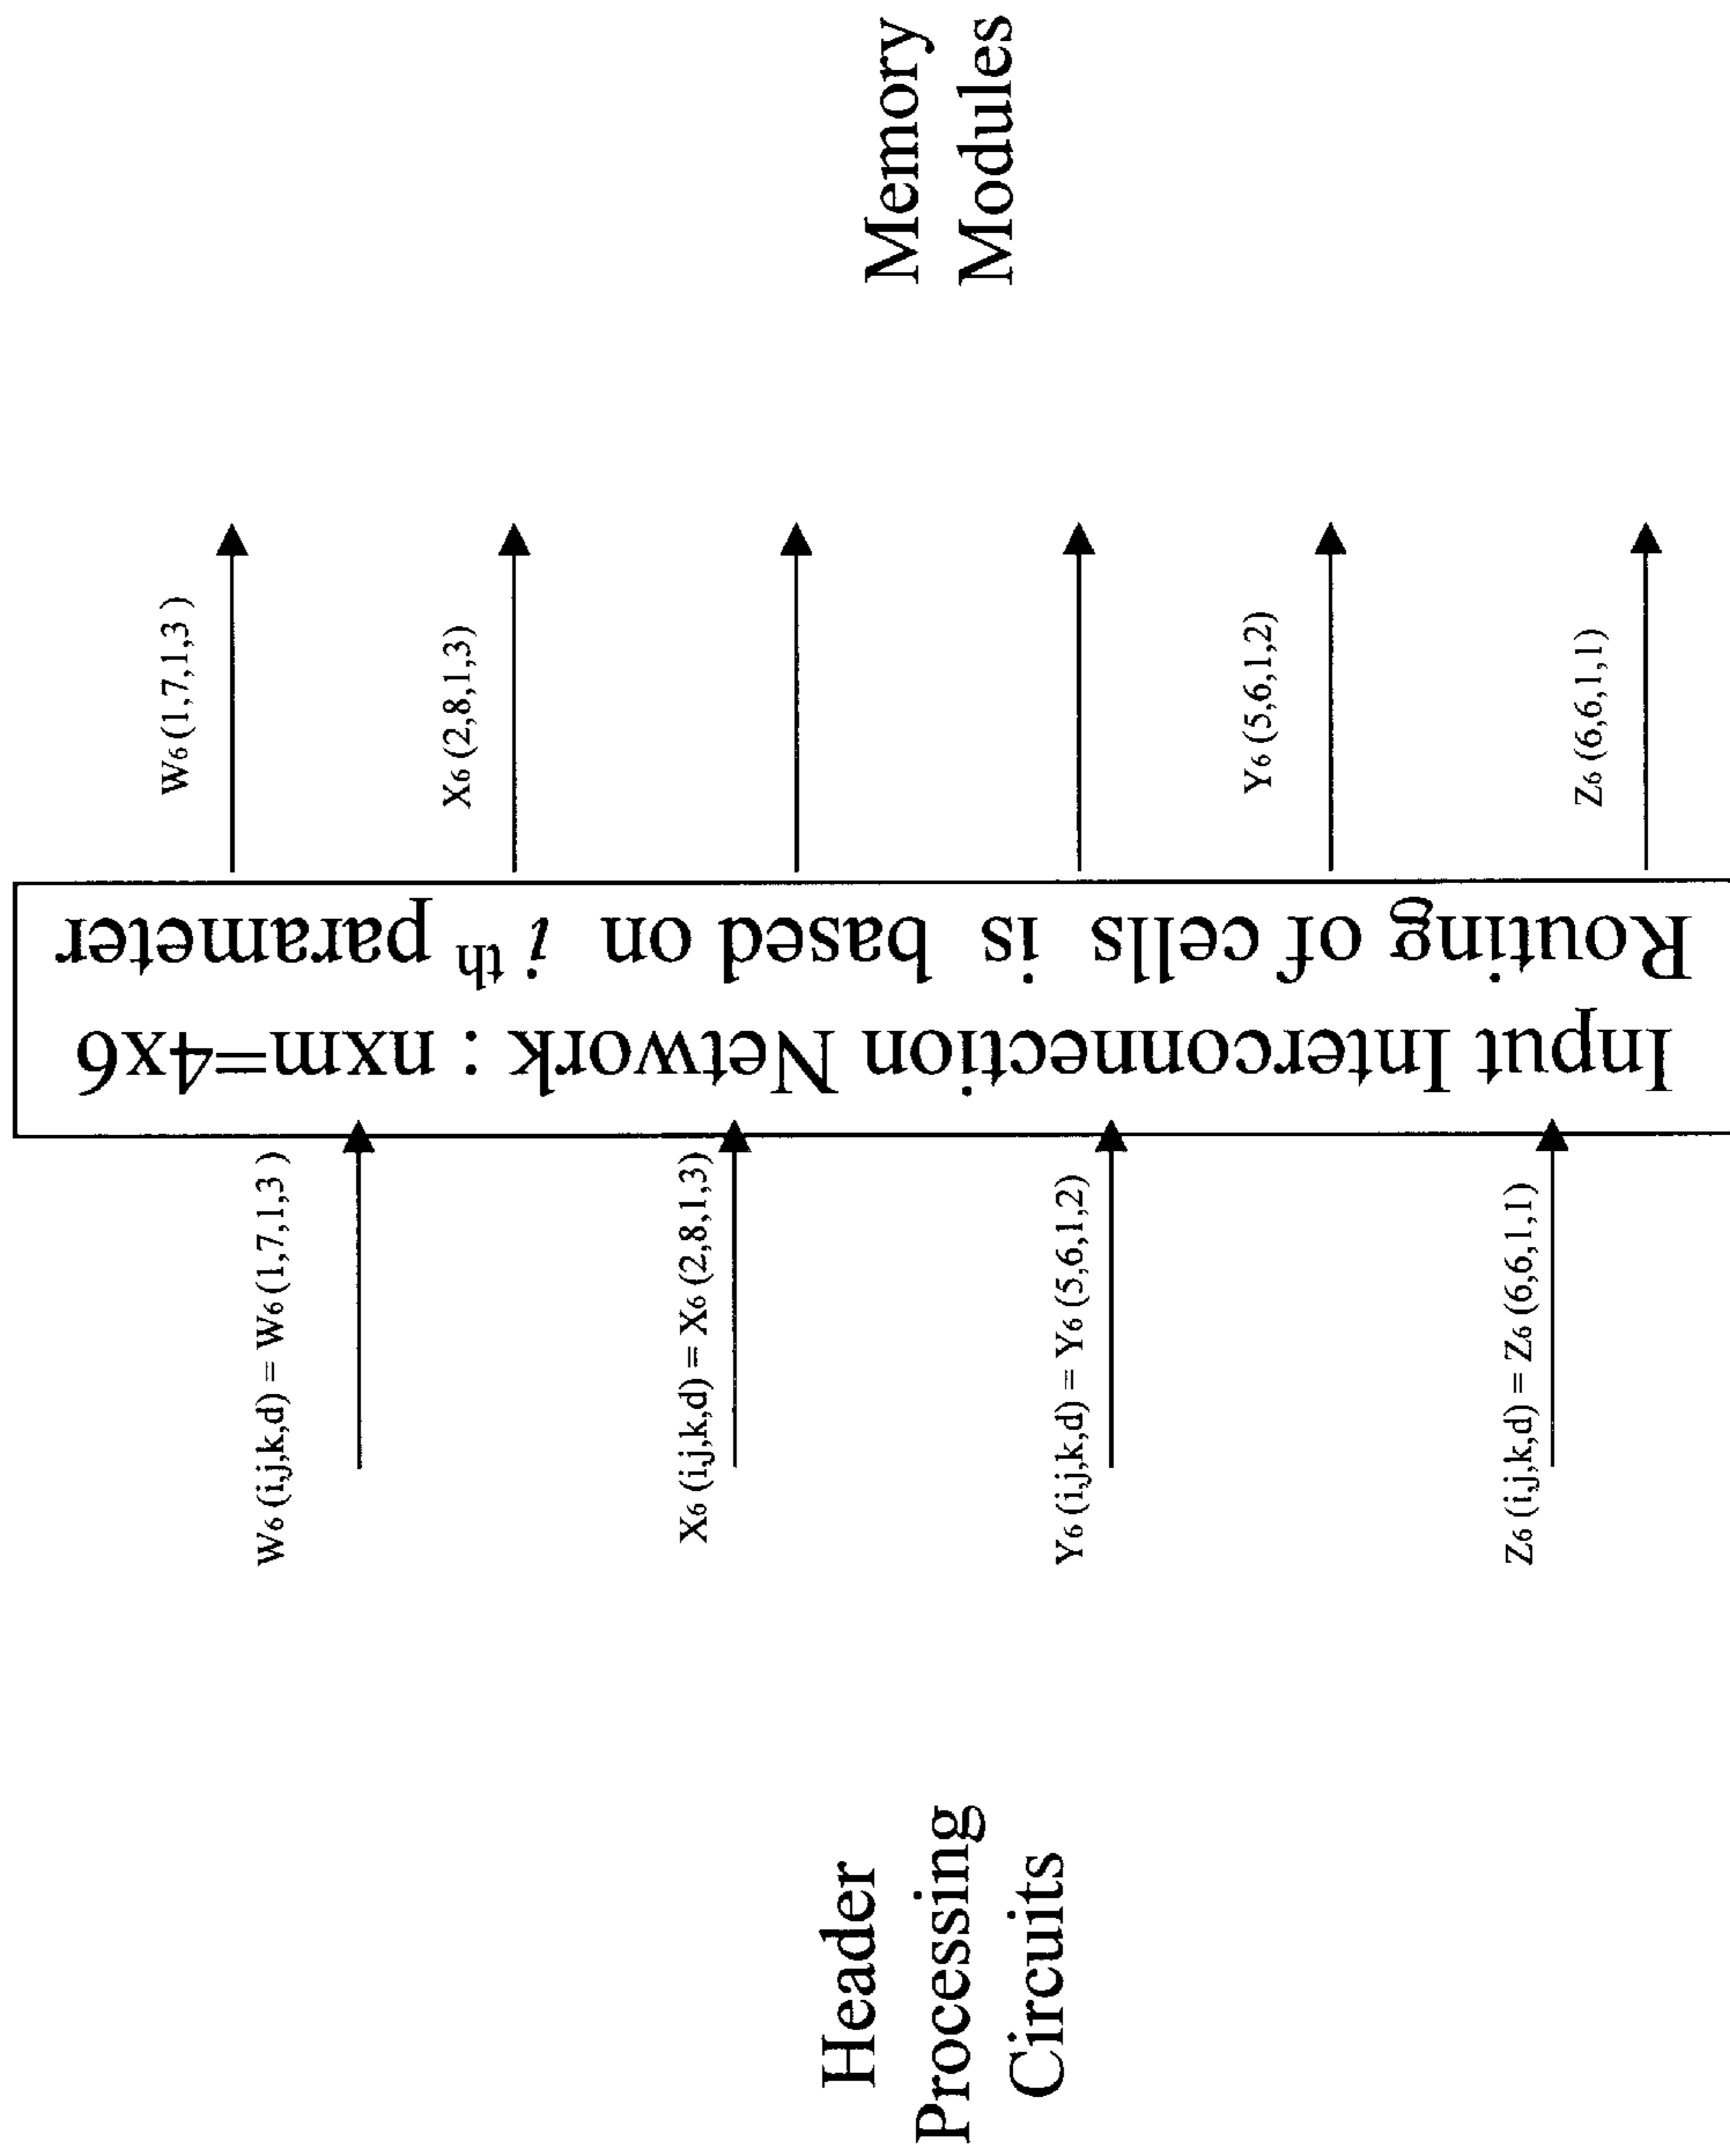 Header
Processing
Circuits
W6 (i,j,k,d) = W6 (1,7,1,3 )
X6 (i,j,k,d) = X6 (2,8,1,3)
Y6 (i,j,k,d) = Y6 (5,6,1,2)
Z6 (i,j,k,d) = Z6 (6,6,1,1)
Input Interconnection Network : nxm=4x6
Routing of cells is based on i th parameter
W6 (1,7,1,3 )
X6 (2,8,1,3)
Y6 (5,6,1,2)
Z6 (6,6,1,1)
Memory
Modules